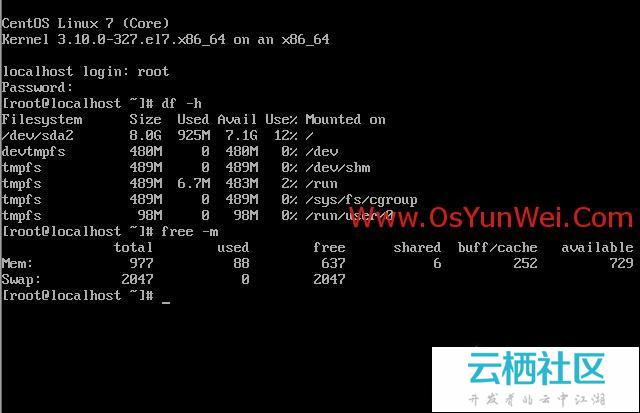 CentOS Linux 7 (Core)
Kernel 3.10.0-327.el7.x86_64 on an x86_64
localhost login: root
Password:
[root@localhost ~]# df -h
Filesystem Size Used Avail Use% Mounted on
/dev/sda2 8.0G 925M 7.1G 12% /
devtmpfs 480M 0 480M 0% /dev
tmpfs 489M 0 489M 0% /dev/shm
tmpfs 489M 6.7M 483M 2% /run
tmpfs 489M 0 489M 0% /sys/fs/cgroup
tmpfs 98M 0 98M 0% /run/user/0
Www.OsYunWei.Com
[root@localhost ~]# free -m
total used free shared buff/cache available
Mem: 977 88 637 6 252 729
Swap: 2047 0 2047
[root@localhost ~]# _
云栖社区
开发者的云中江湖